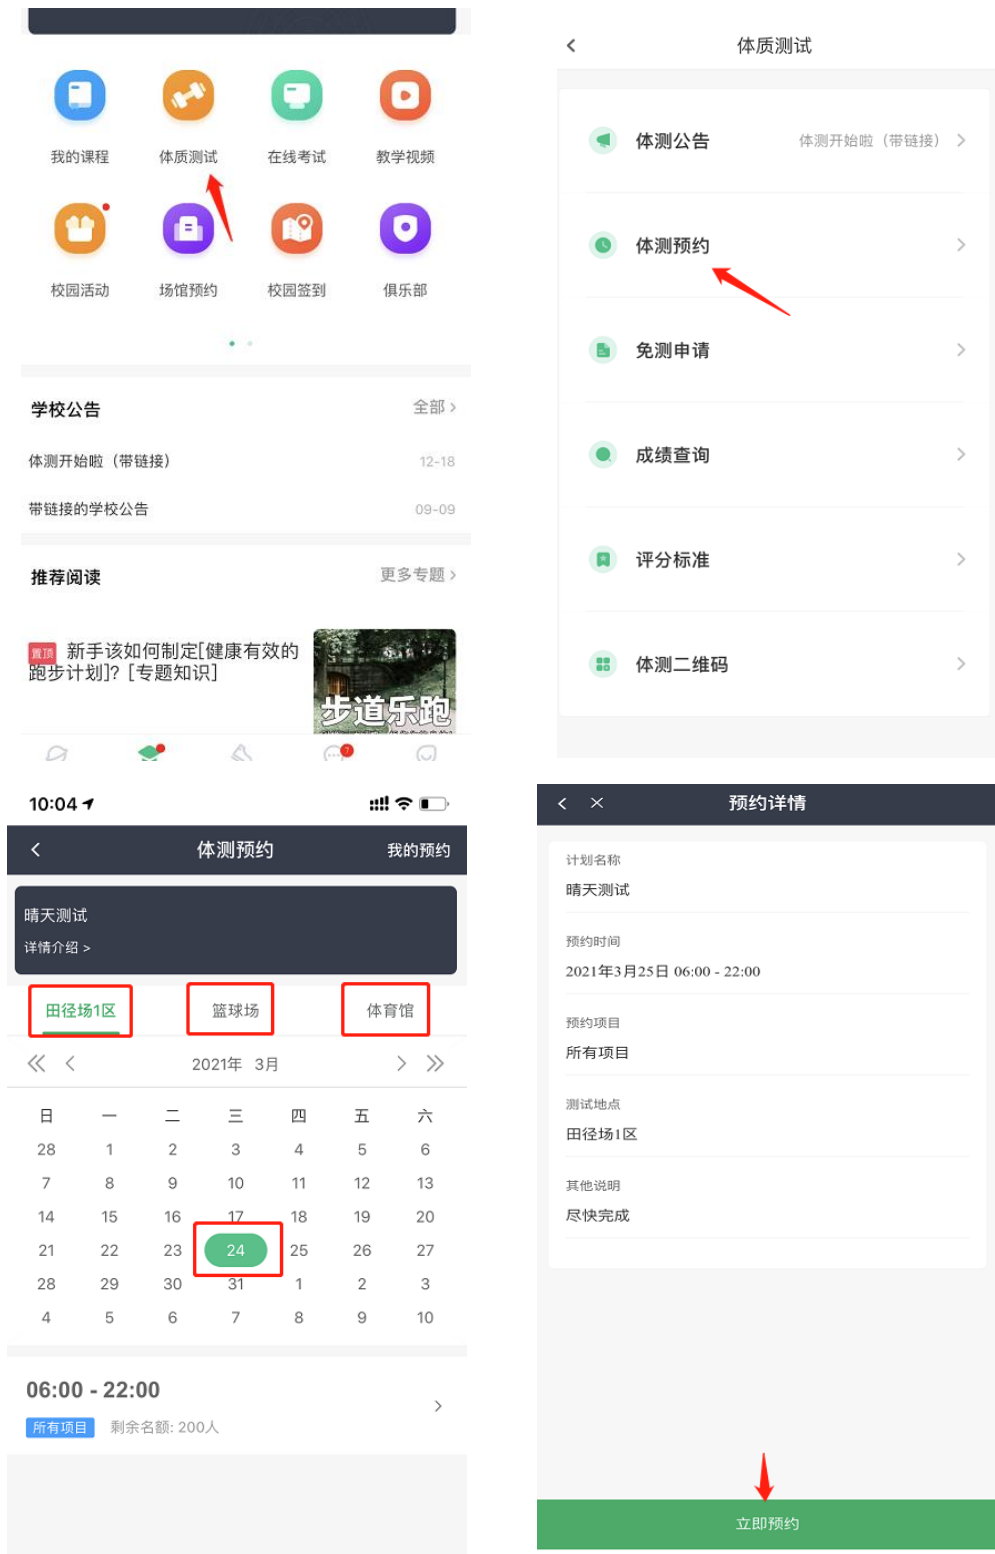 我的课程 体质测试 在线考试 教学视频
校园活动 场馆预约 校园签到 俱乐部
学校公告 全部 >
体测开始啦（带链接） 12-18
带链接的学校公告 09-09
推荐阅读 更多专题 >
置顶 新手该如何制定[健康有效的
跑步计划]?［专题知识］
步道乐跑
7
体质测试
体测公告 体测开始啦（带链接） >
体测预约 >
免测申请 >
成绩查询 >
评分标准 >
体测二维码 >
10:04
< 体测预约 我的预约
晴天测试
详情介绍 >
田径场1区 篮球场 体育馆
2021年 3月
日 一 二 三 四 五 六
28 1 2 3 4 5 6
7 8 9 10 11 12 13
14 15 16 17 18 19 20
21 22 23 24 25 26 27
28 29 30 31 1 2 3
4 5 6 7 8 9 10
06:00 - 22:00
所有项目 剩余名额: 200人
预约详情
计划名称
晴天测试
预约时间
2021年3月25日 06:00 - 22:00
预约项目
所有项目
测试地点
田径场1区
其他说明
尽快完成
立即预约